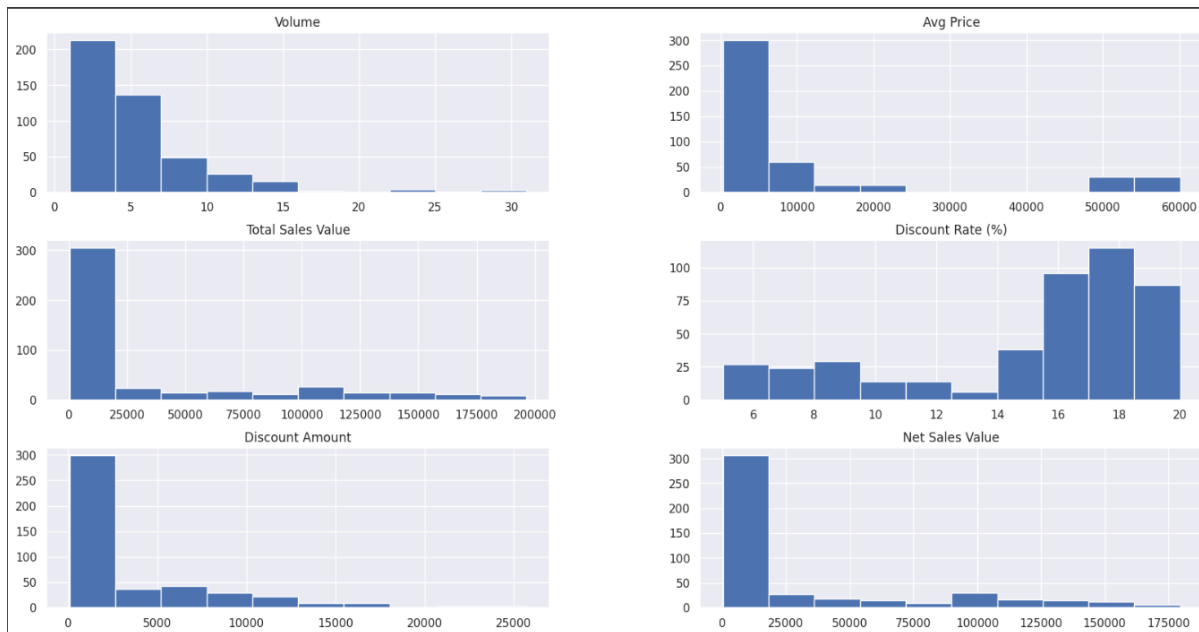 Volume
200
150
100
50
0
0 5 10 15 20 25 30
Avg Price
300
250
200
150
100
50
0
0 10000 20000 30000 40000 50000 60000
Total Sales Value
300
200
100
0
0 25000 50000 75000 100000 125000 150000 175000 200000
Discount Rate (%)
100
75
50
25
0
6 8 10 12 14 16 18 20
Discount Amount
300
250
200
150
100
50
0
0 5000 10000 15000 20000 25000
Net Sales Value
300
250
200
150
100
50
0
0 25000 50000 75000 100000 125000 150000 175000